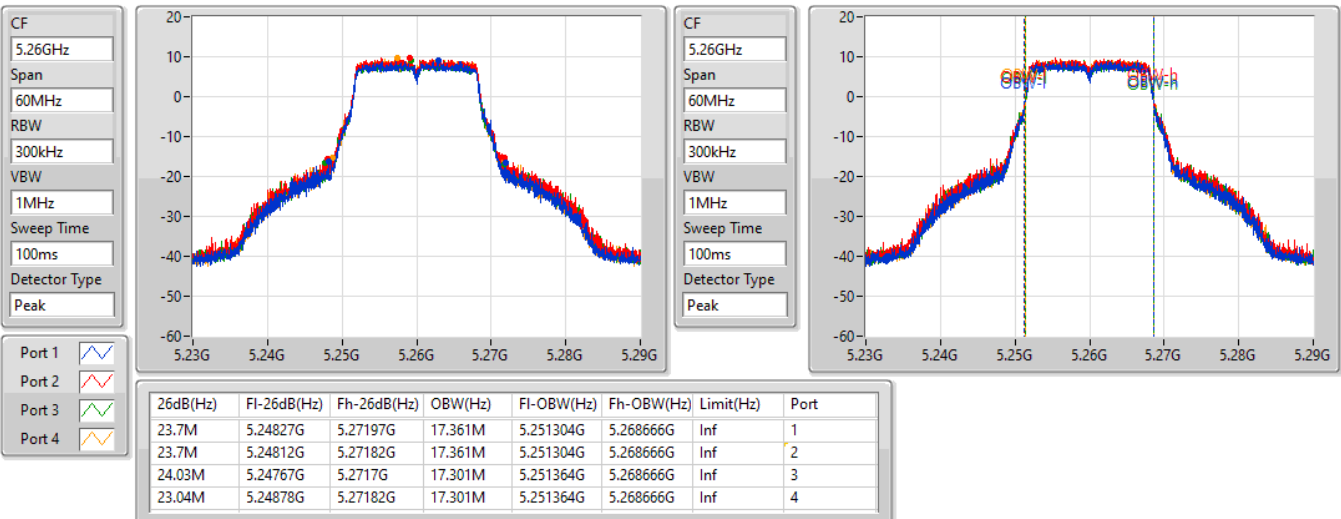 CF
5.26GHz
Span
60MHz
RBW
300kHz
VBW
1MHz
Sweep Time
100ms
Detector Type
Peak
Port 1
Port 2
Port 3
Port 4
20
10
0
-10
-20
-30
-40
-50
-60
5.23G 5.24G 5.25G 5.26G 5.27G 5.28G 5.29G
CF
5.26GHz
Span
60MHz
RBW
300kHz
VBW
1MHz
Sweep Time
100ms
Detector Type
Peak
20
10
0
-10
-20
-30
-40
-50
-60
OBW-l OBW-h
5.23G 5.24G 5.25G 5.26G 5.27G 5.28G 5.29G
26dB(Hz) Fl-26dB(Hz) Fh-26dB(Hz) OBW(Hz) Fl-OBW(Hz) Fh-OBW(Hz) Limit(Hz) Port
23.7M 5.24827G 5.27197G 17.361M 5.251304G 5.268666G Inf 1
23.7M 5.24812G 5.27182G 17.361M 5.251304G 5.268666G Inf 2
24.03M 5.24767G 5.2717G 17.301M 5.251364G 5.268666G Inf 3
23.04M 5.24878G 5.27182G 17.301M 5.251364G 5.268666G Inf 4